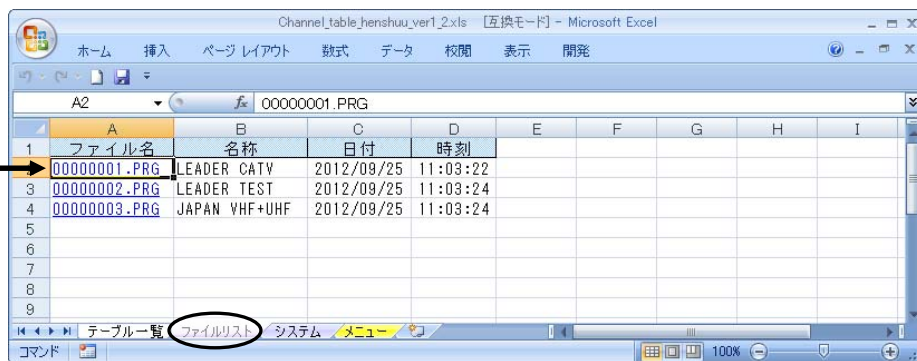 Channel_table_henshuu_ver1_2.xls [互換モード] - Microsoft Excel
ホーム 挿入 ページ レイアウト 数式 データ 校閲 表示 開発
A2 fx 00000001.PRG
A B C D E F G H I
1 ファイル名 名称 日付 時刻
00000001.PRG LEADER CATV 2012/09/25 11:03:22
3 00000002.PRG LEADER TEST 2012/09/25 11:03:24
4 00000003.PRG JAPAN VHF+UHF 2012/09/25 11:03:24
5
6
7
8
9
テーブル一覧 ファイルリスト システム メニュー
コマンド 100%